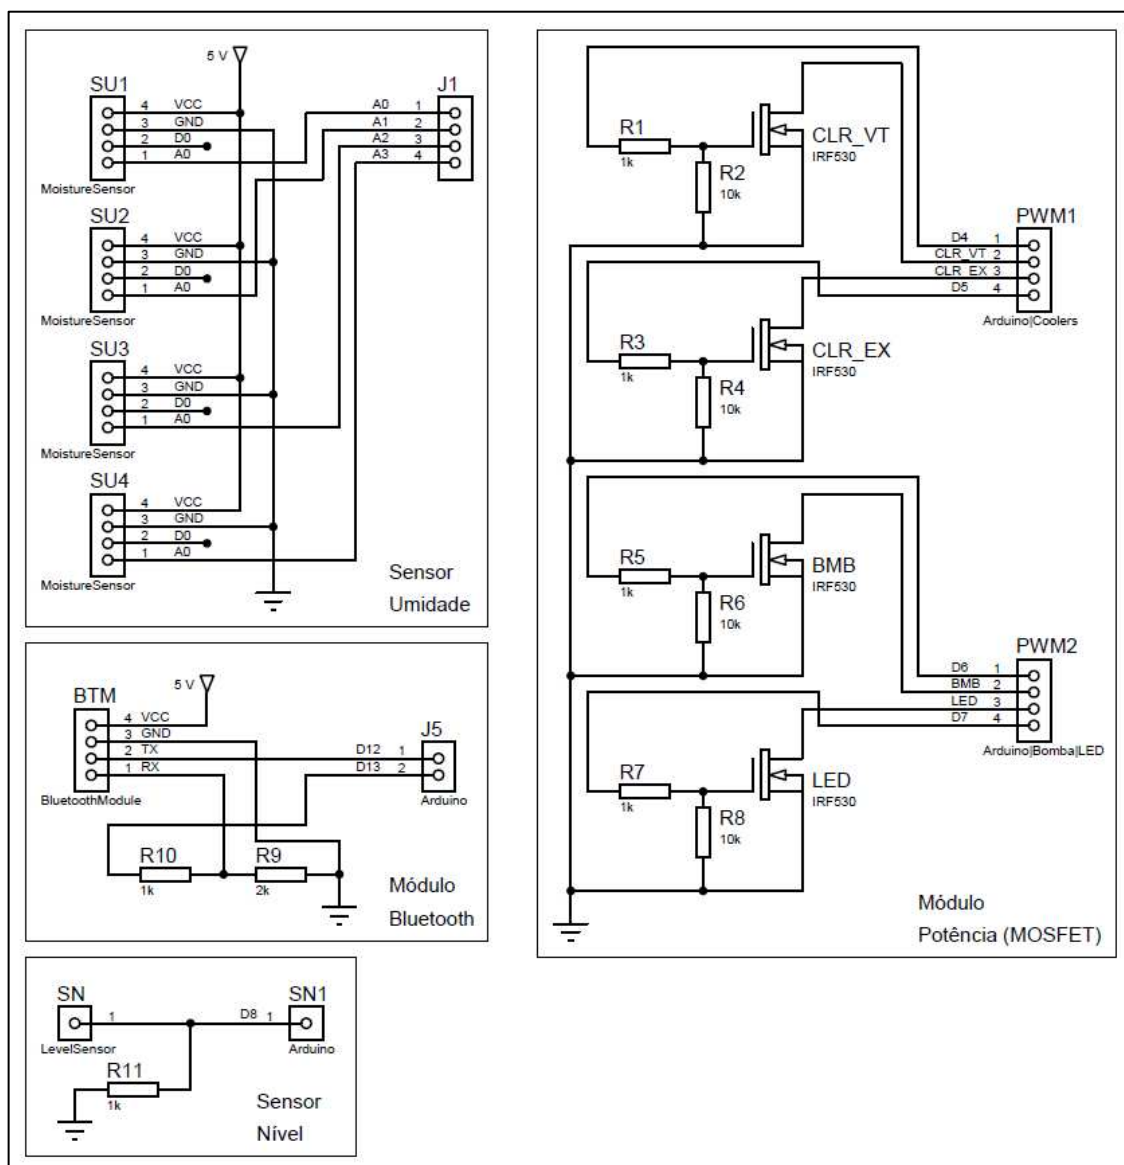 5 V
SU1
4 VCC
3 GND
2 D0
1 A0
MoistureSensor
J1
A0 1
A1 2
A2 3
A3 4
SU2
4 VCC
3 GND
2 D0
1 A0
MoistureSensor
SU3
4 VCC
3 GND
2 D0
1 A0
MoistureSensor
SU4
4 VCC
3 GND
2 D0
1 A0
MoistureSensor
Sensor
Umidade
BTM
5 V
4 VCC
3 GND
2 TX
1 RX
BluetoothModule
J5
D12 1
D13 2
Arduino
R10
1k
R9
2k
Módulo
Bluetooth
SN
1
LevelSensor
SN1
D8 1
Arduino
R11
1k
Sensor
Nível
R1
1k
R2
10k
CLR_VT
IRF530
PWM1
D4 1
CLR_VT 2
CLR_EX 3
D5 4
Arduino|Coolers
R3
1k
R4
10k
CLR_EX
IRF530
R5
1k
R6
10k
BMB
IRF530
PWM2
D6 1
BMB 2
LED 3
D7 4
Arduino|Bomba|LED
R7
1k
R8
10k
LED
IRF530
Módulo
Potência (MOSFET)